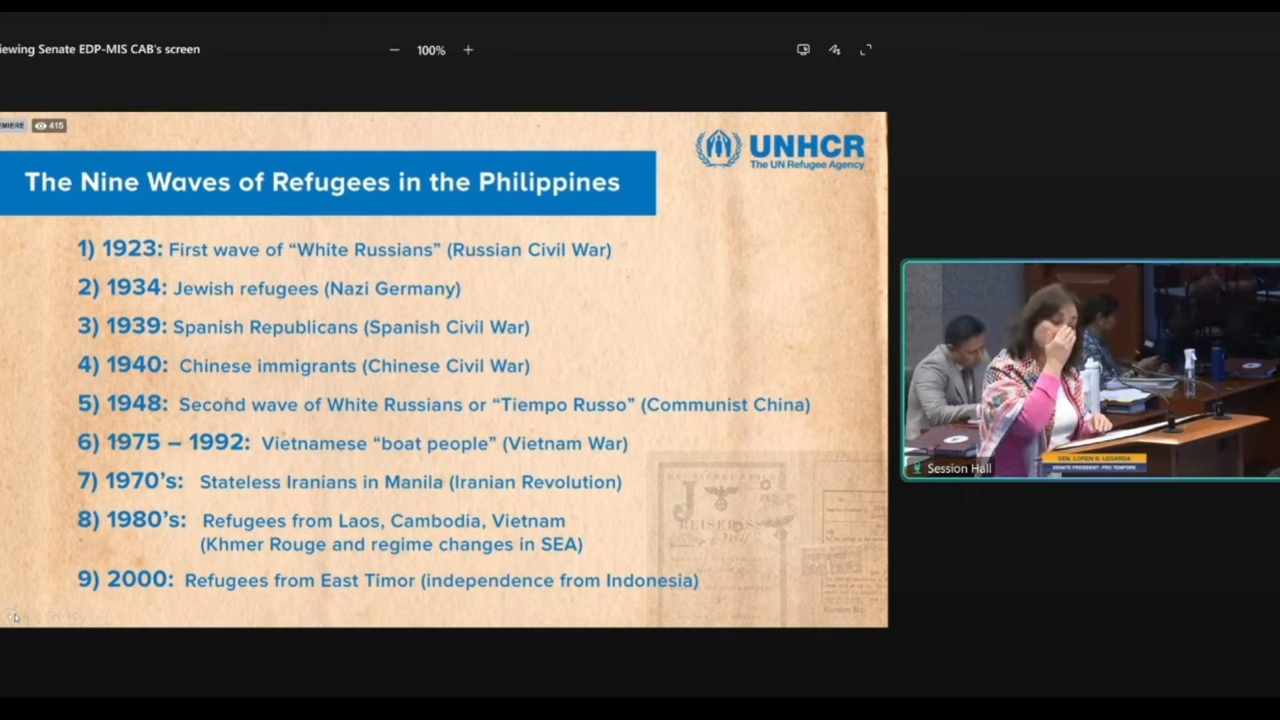 iewing Senate EDP-MIS CAB's screen
100%
EMIERE 415
UNHCR
The UN Refugee Agency
The Nine Waves of Refugees in the Philippines
1) 1923: First wave of “White Russians” (Russian Civil War)
2) 1934: Jewish refugees (Nazi Germany)
3) 1939: Spanish Republicans (Spanish Civil War)
4) 1940: Chinese immigrants (Chinese Civil War)
5) 1948: Second wave of White Russians or “Tiempo Russo” (Communist China)
6) 1975 – 1992: Vietnamese “boat people” (Vietnam War)
7) 1970's: Stateless Iranians in Manila (Iranian Revolution)
8) 1980's: Refugees from Laos, Cambodia, Vietnam
(Khmer Rouge and regime changes in SEA)
9) 2000: Refugees from East Timor (independence from Indonesia)
J
REISEPASS
SEN. LOREN B. LEGARDA
SENATE PRESIDENT PRO TEMPORE
Session Hall